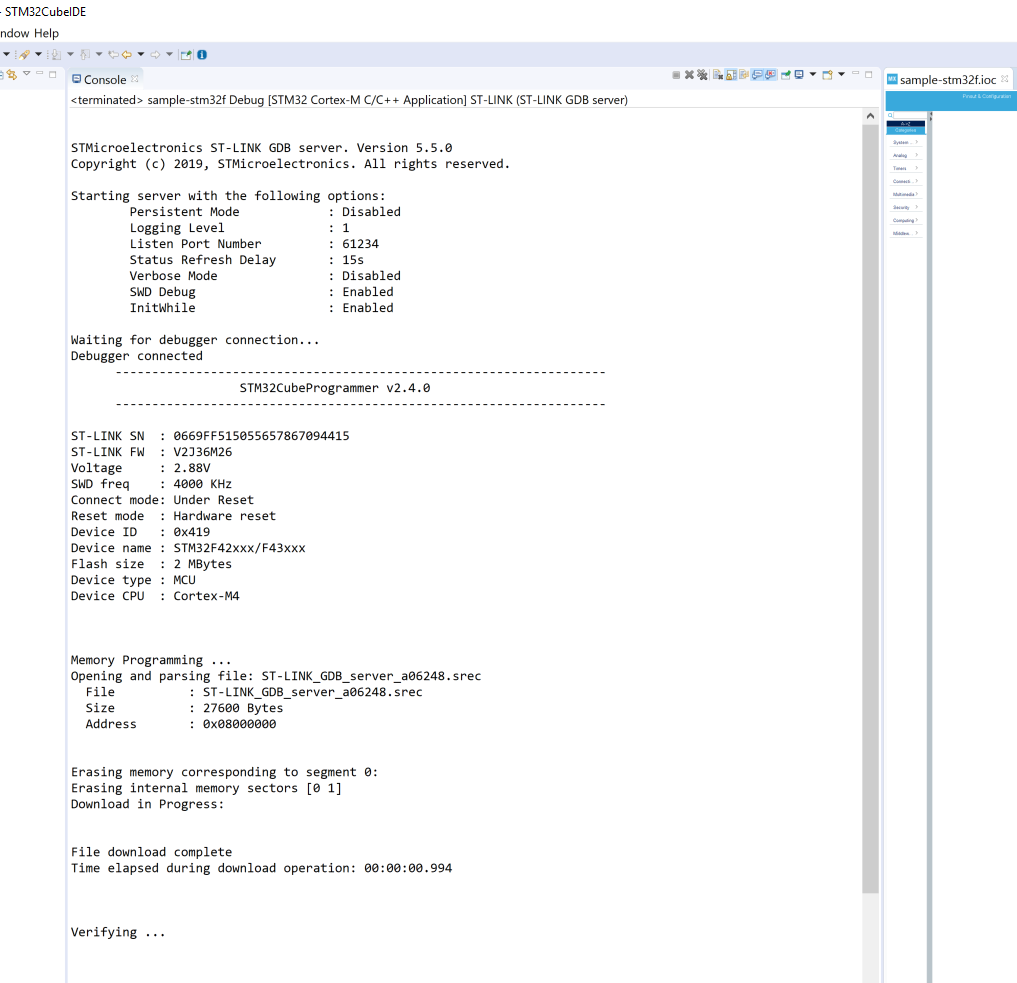 - STM32CubeIDE
ndow Help
Console
sample-stm32f.ioc
<terminated> sample-stm32f Debug [STM32 Cortex-M C/C++ Application] ST-LINK (ST-LINK GDB server)
Pinout & Configuration
Categories
System ...
Analog
Timers
Connecti...
Multimedia
Security
Computing
Middlew...
STMicroelectronics ST-LINK GDB server. Version 5.5.0
Copyright (c) 2019, STMicroelectronics. All rights reserved.
Starting server with the following options:
Persistent Mode : Disabled
Logging Level : 1
Listen Port Number : 61234
Status Refresh Delay : 15s
Verbose Mode : Disabled
SWD Debug : Enabled
InitWhile : Enabled
Waiting for debugger connection...
Debugger connected
-------------------------------------------------------------------
STM32CubeProgrammer v2.4.0
-------------------------------------------------------------------
ST-LINK SN : 0669FF515055657867094415
ST-LINK FW : V2J36M26
Voltage : 2.88V
SWD freq : 4000 KHz
Connect mode: Under Reset
Reset mode : Hardware reset
Device ID : 0x419
Device name : STM32F42xxx/F43xxx
Flash size : 2 MBytes
Device type : MCU
Device CPU : Cortex-M4
Memory Programming ...
Opening and parsing file: ST-LINK_GDB_server_a06248.srec
File : ST-LINK_GDB_server_a06248.srec
Size : 27600 Bytes
Address : 0x08000000
Erasing memory corresponding to segment 0:
Erasing internal memory sectors [0 1]
Download in Progress:
File download complete
Time elapsed during download operation: 00:00:00.994
Verifying ...